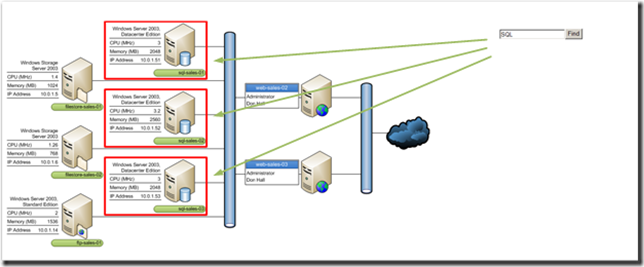 SQL Find
Windows Server 2003,
Datacenter Edition
CPU (MHz) 3
Memory (MB) 2048
IP Address 10.0.1.51
sql-sales-01
Windows Storage
Server 2003
CPU (MHz) 1.4
Memory (MB) 1024
IP Address 10.0.1.5
filestore-sales-01
Windows Server 2003,
Datacenter Edition
CPU (MHz) 3.2
Memory (MB) 2560
IP Address 10.0.1.52
sql-sales-02
web-sales-02
Administrator
Don Hall
Windows Storage
Server 2003
CPU (MHz) 1.26
Memory (MB) 768
IP Address 10.0.1.6
filestore-sales-02
Windows Server 2003,
Datacenter Edition
CPU (MHz) 3
Memory (MB) 2048
IP Address 10.0.1.53
sql-sales-03
web-sales-03
Administrator
Don Hall
Windows Server 2003,
Standard Edition
CPU (MHz) 2
Memory (MB) 1536
IP Address 10.0.1.14
ftp-sales-01